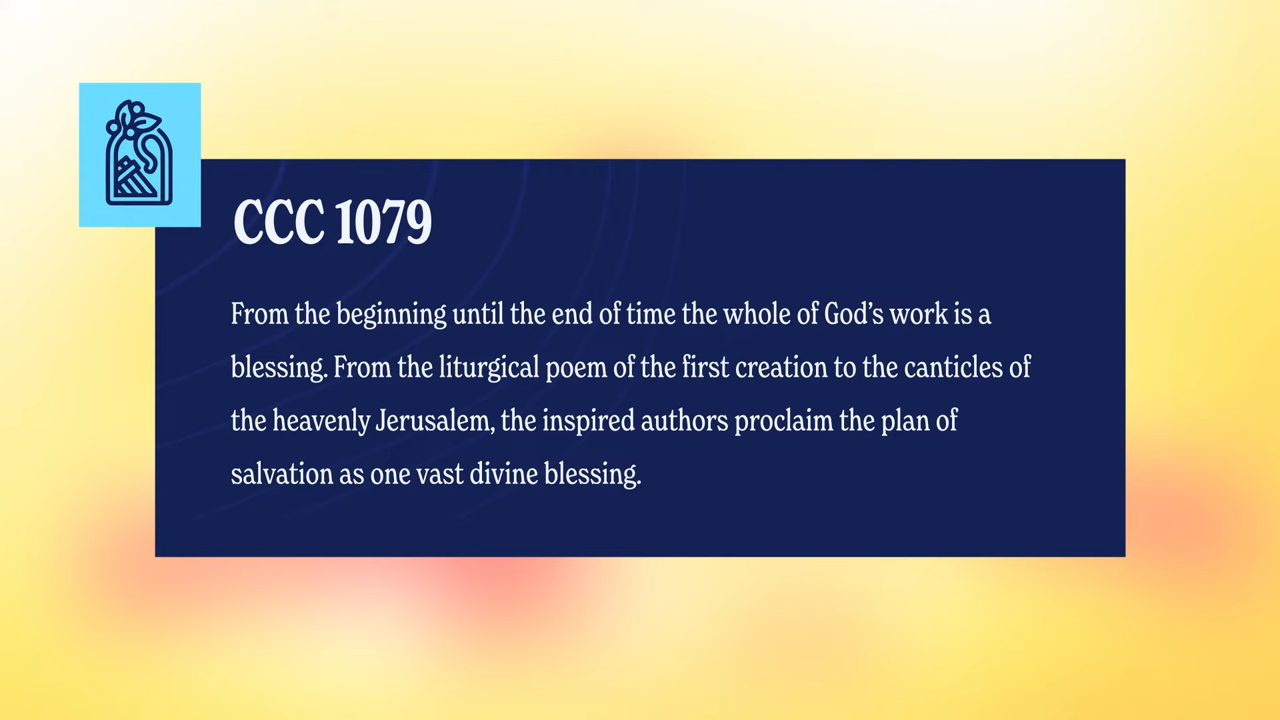 CCC 1079
From the beginning until the end of time the whole of God’s work is a
blessing. From the liturgical poem of the first creation to the canticles of
the heavenly Jerusalem, the inspired authors proclaim the plan of
salvation as one vast divine blessing.